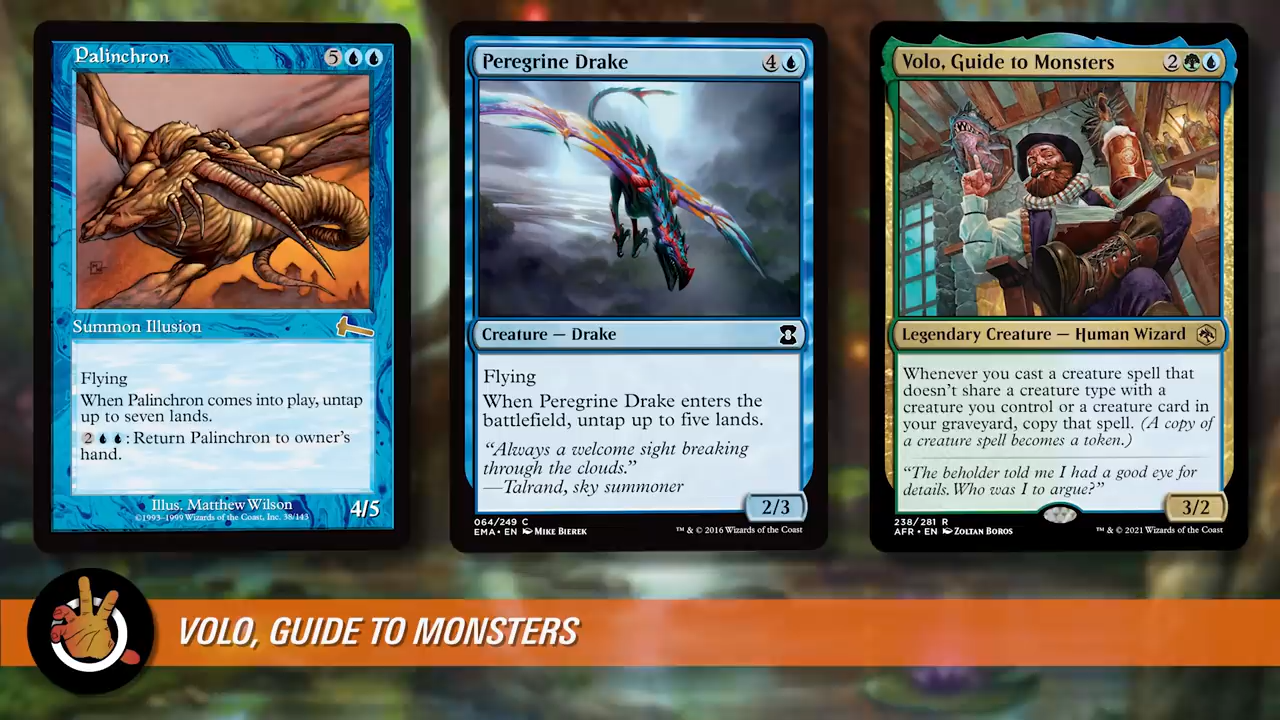 Palinchron 5
Summon Illusion
Flying
When Palinchron comes into play, untap
up to seven lands.
2 : Return Palinchron to owner's
hand.
Illus. Matthew Wilson
©1993-1999 Wizards of the Coast, Inc. 38/143
4/5
Peregrine Drake 4
Creature — Drake
Flying
When Peregrine Drake enters the
battlefield, untap up to five lands.
“Always a welcome sight breaking
through the clouds.”
—Talrand, sky summoner
2/3
064/249 C
EMA • EN Mike Bierek
™ & © 2016 Wizards of the Coast
Volo, Guide to Monsters 2
Legendary Creature — Human Wizard
Whenever you cast a creature spell that
doesn't share a creature type with a
creature you control or a creature card in
your graveyard, copy that spell. (A copy of
a creature spell becomes a token.)
“The beholder told me I had a good eye for
details. Who was I to argue?”
3/2
238/281 R
AFR • EN Zoltan Boros
™ & © 2021 Wizards of the Coast
VOLO, GUIDE TO MONSTERS